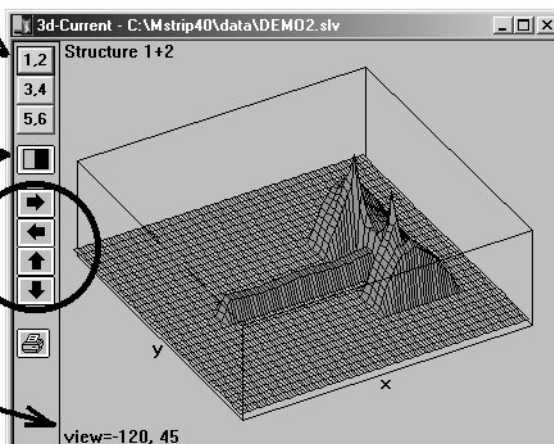 3d-Current - C:\Mstrip40\data\DEMO2.slv
1,2
Structure 1+2
3,4
5,6
y
x
view=-120, 45